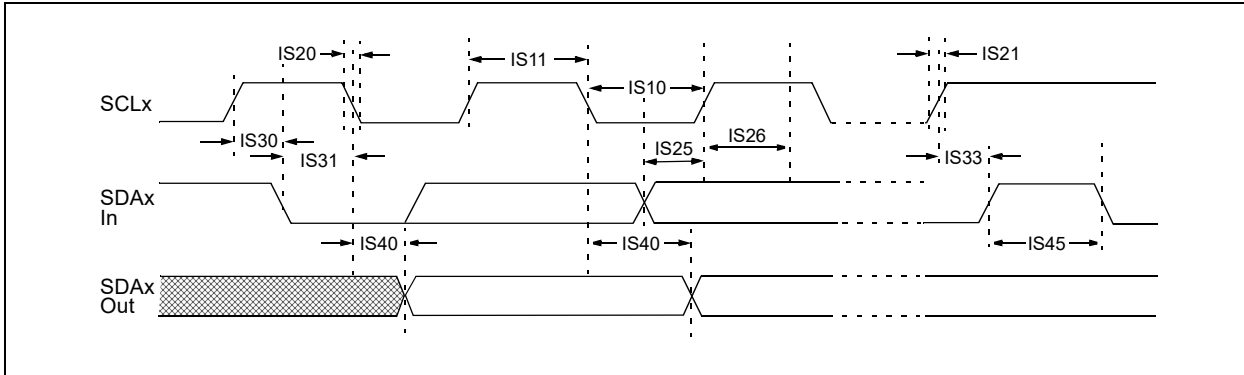 IS20
IS11
IS21
SCLx
IS10
IS30
IS26
IS25
IS31
IS33
SDAx
In
IS40
IS40
IS45
SDAx
Out